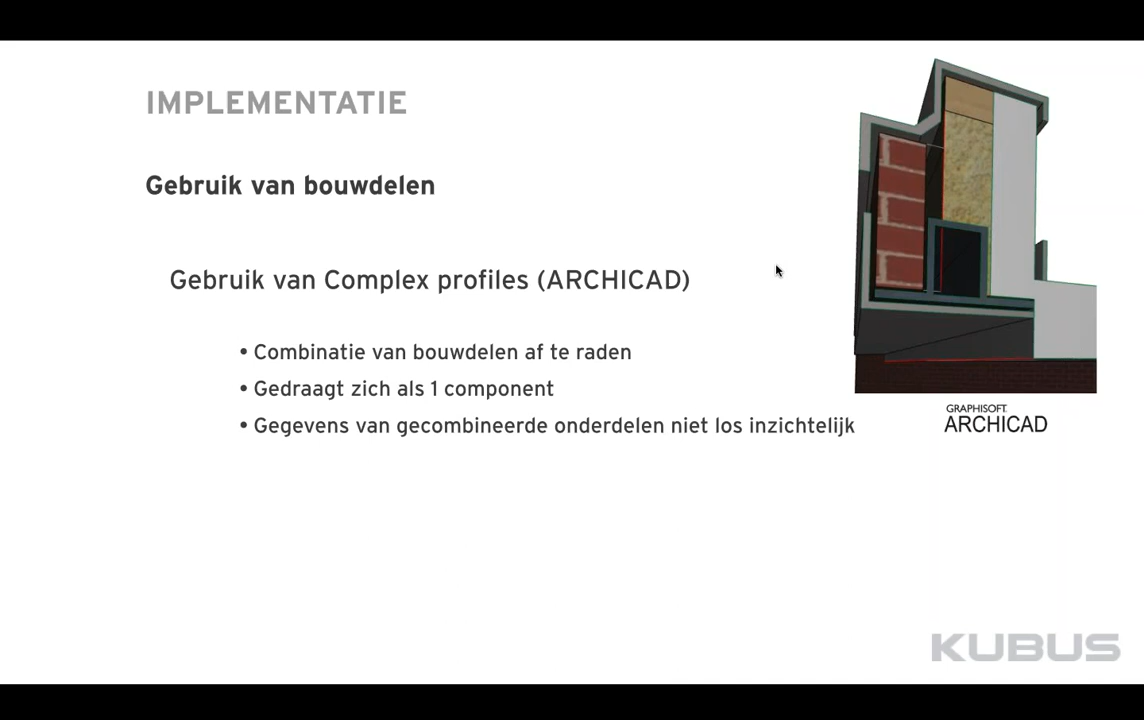 IMPLEMENTATIE
Gebruik van bouwdelen
Gebruik van Complex profiles (ARCHICAD)
• Combinatie van bouwdelen af te raden
• Gedraagt zich als 1 component
• Gegevens van gecombineerde onderdelen niet los inzichtelijk
GRAPHISOFT.
ARCHICAD
KUBUS